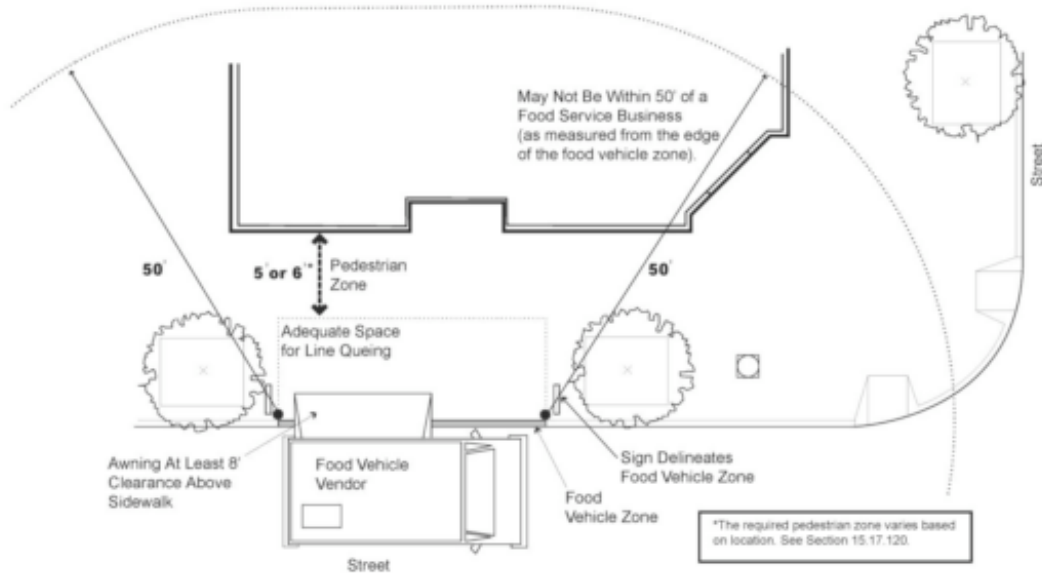 May Not Be Within 50' of a
Food Service Business
(as measured from the edge
of the food vehicle zone).
Street
50'
5' or 6'*
Pedestrian
Zone
50'
Adequate Space
for Line Queing
Awning At Least 8'
Clearance Above
Sidewalk
Food Vehicle
Vendor
Sign Delineates
Food Vehicle Zone
Food
Vehicle Zone
Street
*The required pedestrian zone varies based
on location. See Section 15.17.120.